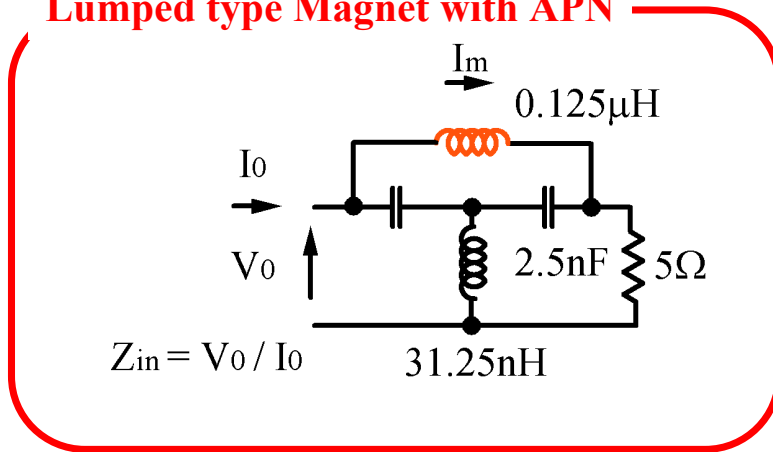 Lumped type Magnet with APN
Im
0.125μH
I0
V0
2.5nF
5Ω
Zin = V0 / I0
31.25nH